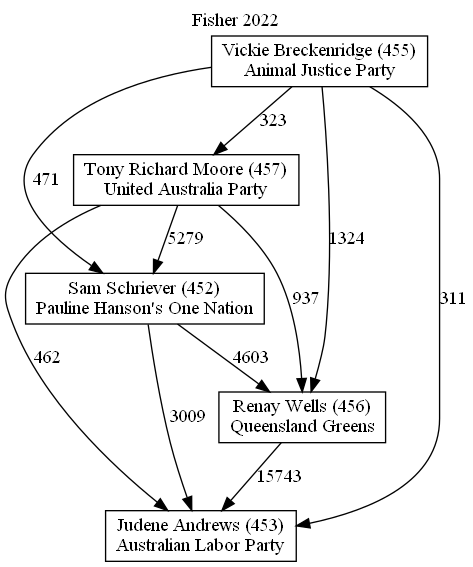 Fisher 2022
Vickie Breckenridge (455)
Animal Justice Party
323
Tony Richard Moore (457)
United Australia Party
471
5279
1324
Sam Schriever (452)
Pauline Hanson's One Nation
937
311
462
4603
3009
Renay Wells (456)
Queensland Greens
15743
Judene Andrews (453)
Australian Labor Party